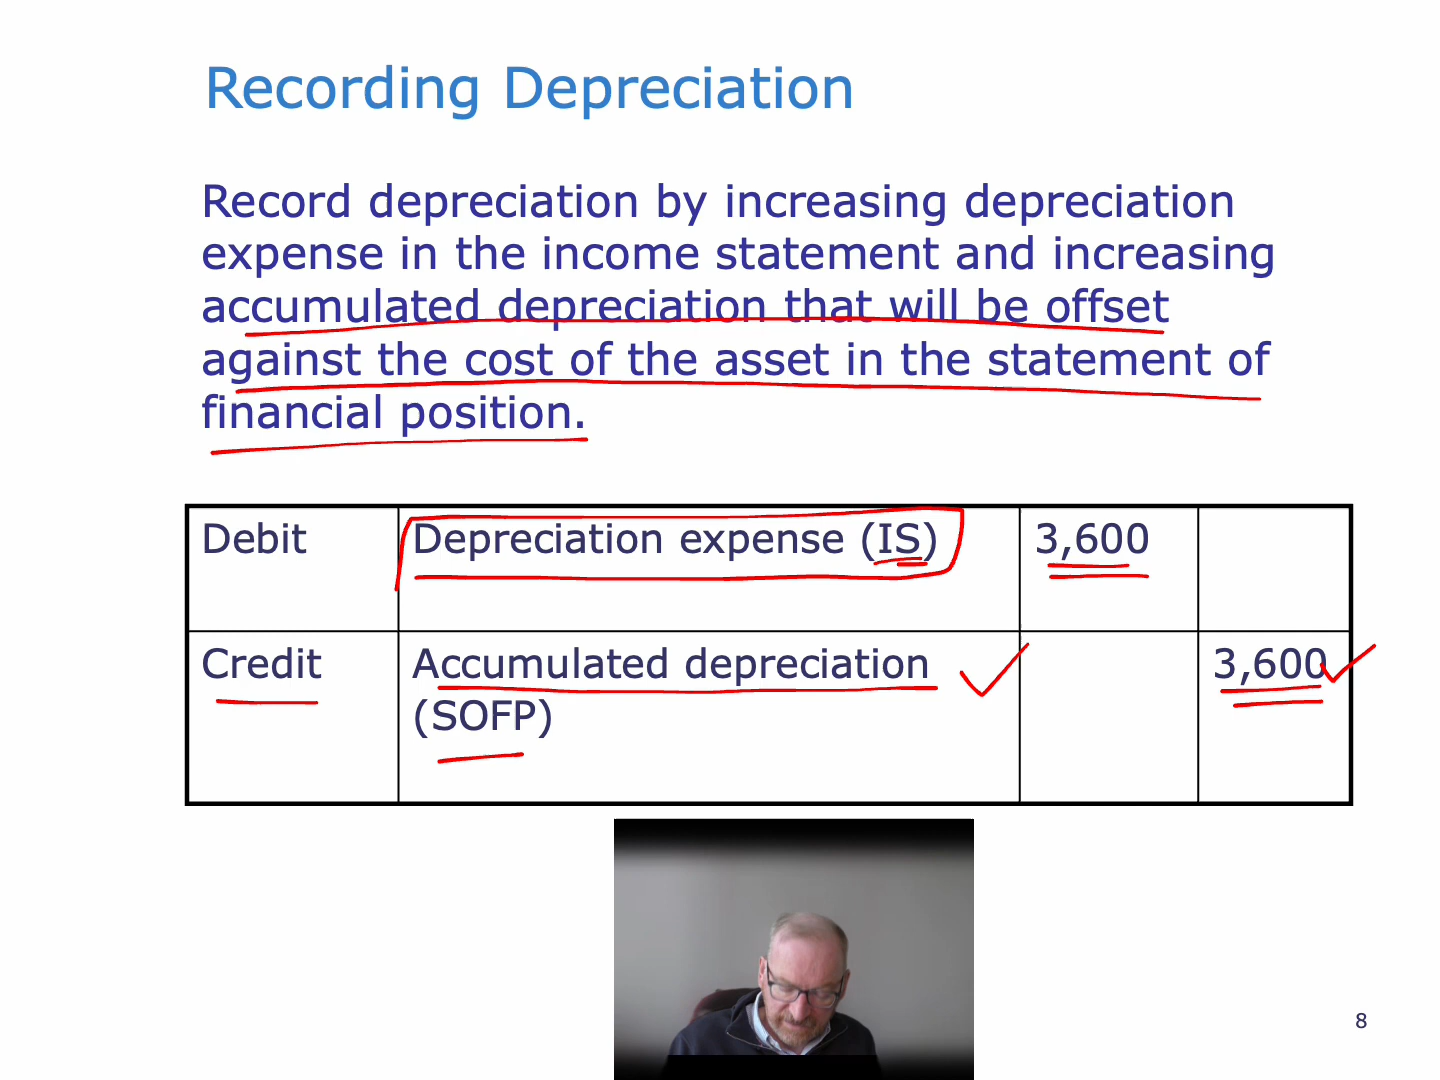 Recording Depreciation
Record depreciation by increasing depreciation
expense in the income statement and increasing
accumulated depreciation that will be offset
against the cost of the asset in the statement of
financial position.
Debit Depreciation expense (IS) 3,600
Credit Accumulated depreciation 3,600
(SOFP)
8